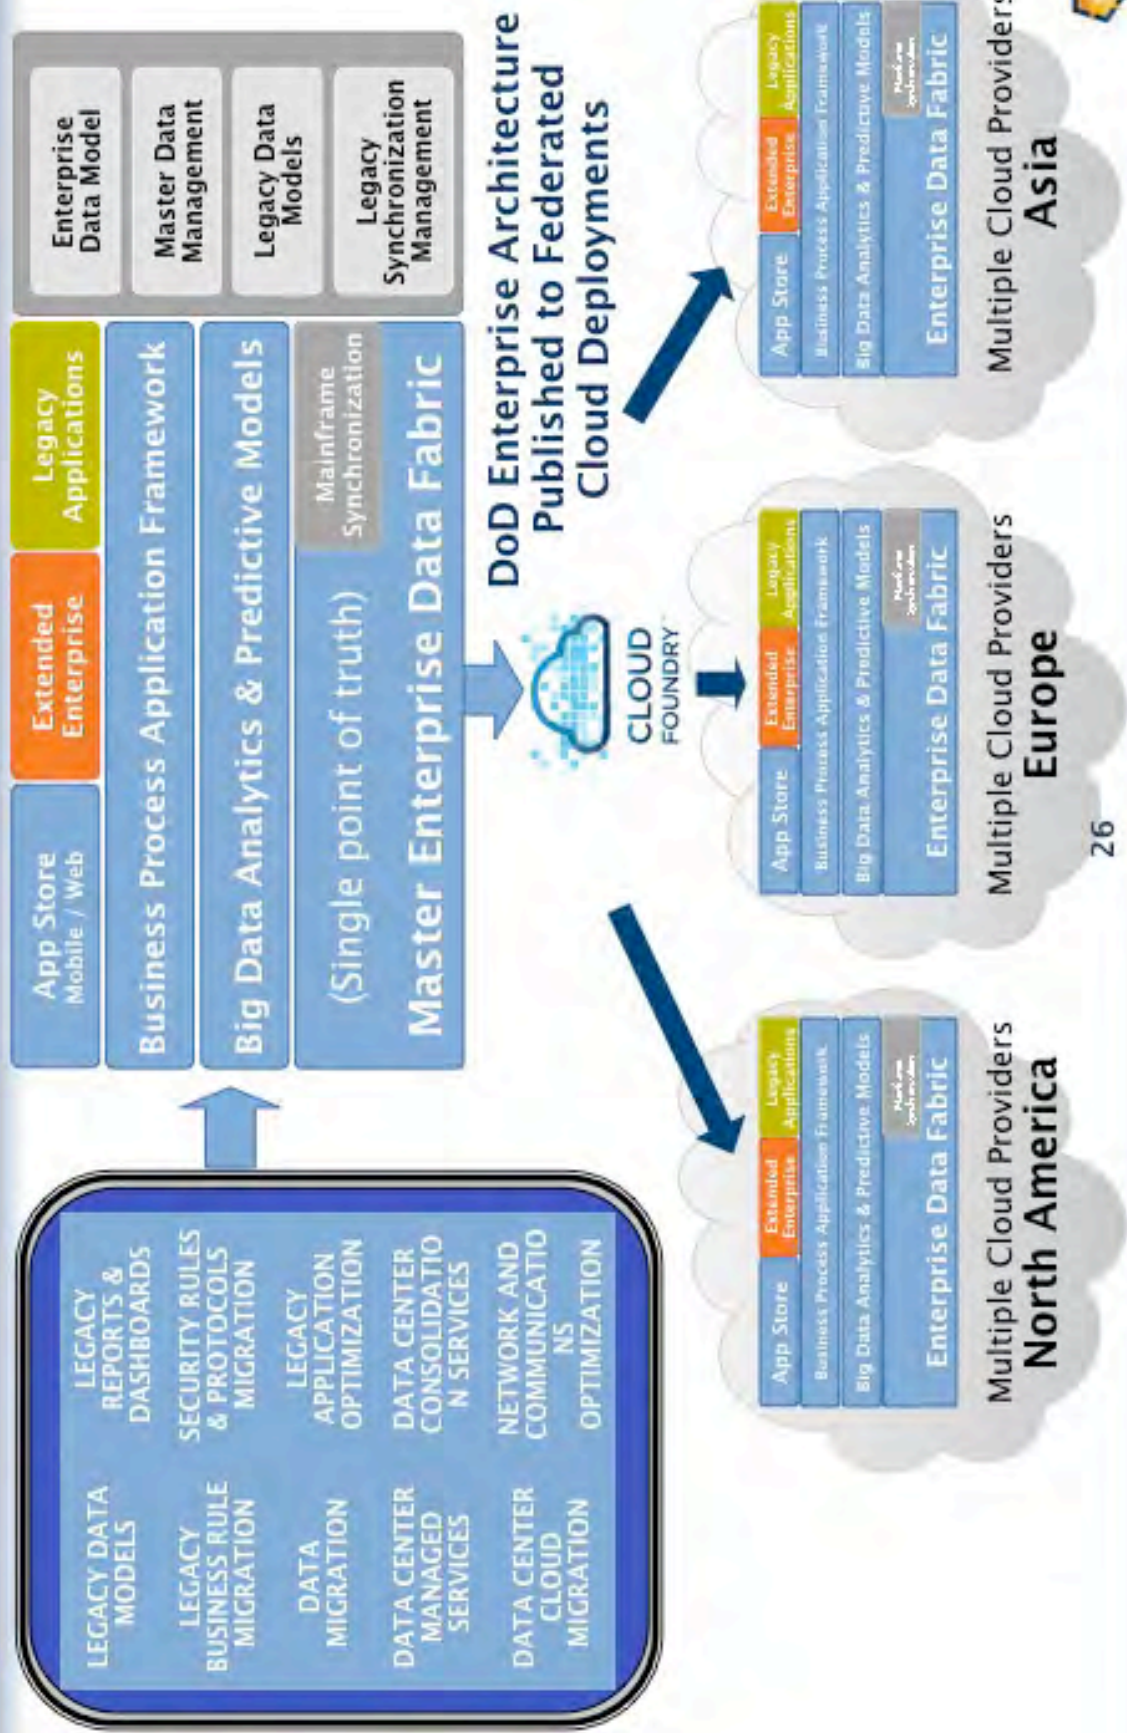 LEGACY DATA
MODELS
LEGACY
REPORTS &
DASHBOARDS
LEGACY
BUSINESS RULE
MIGRATION
SECURITY RULES
& PROTOCOLS
MIGRATION
DATA
MIGRATION
LEGACY
APPLICATION
OPTIMIZATION
DATA CENTER
MANAGED
SERVICES
DATA CENTER
CONSOLIDATIO
N SERVICES
DATA CENTER
CLOUD
MIGRATION
NETWORK AND
COMMUNICATIO
NS
OPTIMIZATION
App Store
Mobile / Web
Extended
Enterprise
Legacy
Applications
Business Process Application Framework
Big Data Analytics & Predictive Models
(Single point of truth)
Mainframe
Synchronization
Master Enterprise Data Fabric
Enterprise
Data Model
Master Data
Management
Legacy Data
Models
Legacy
Synchronization
Management
CLOUD
FOUNDRY
DoD Enterprise Architecture
Published to Federated
Cloud Deployments
App Store
Extended
Enterprise
Legacy
Applications
Business Process Application Framework
Big Data Analytics & Predictive Models
Enterprise Data Fabric
Multiple Cloud Providers
North America
App Store
Extended
Enterprise
Legacy
Applications
Business Process Application Framework
Big Data Analytics & Predictive Models
Enterprise Data Fabric
Multiple Cloud Providers
Europe
App Store
Extended
Enterprise
Legacy
Applications
Business Process Application Framework
Big Data Analytics & Predictive Models
Enterprise Data Fabric
Multiple Cloud Providers
Asia
26